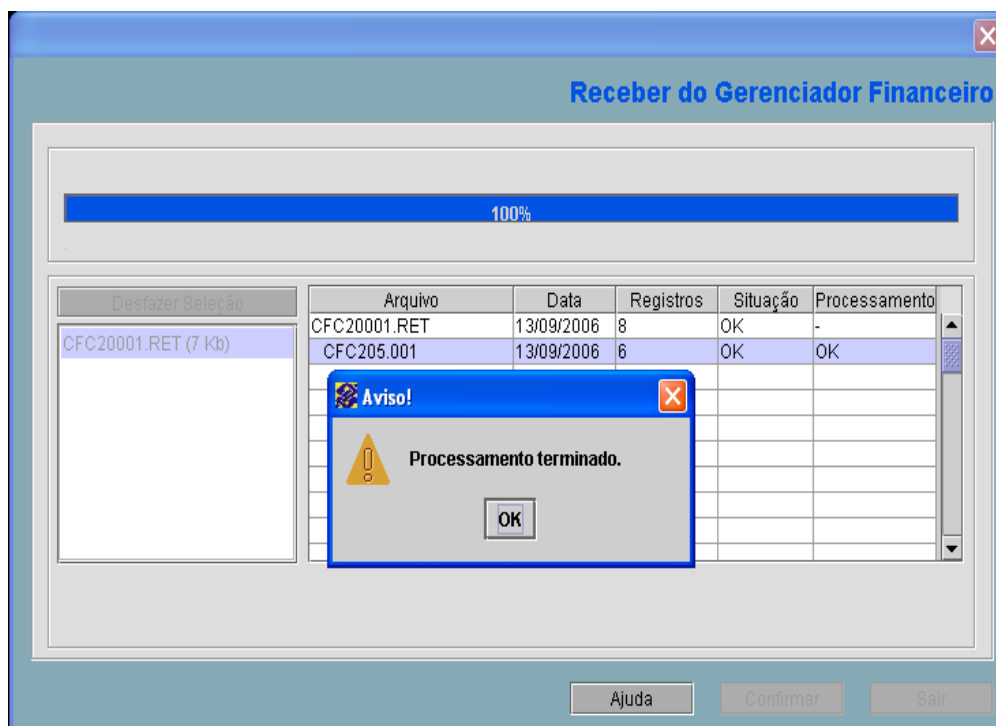 Receber do Gerenciador Financeiro
100%
Desfazer Seleção
CFC20001.RET (7 Kb)
Arquivo Data Registros Situação Processamento
CFC20001.RET 13/09/2006 8 OK -
CFC205.001 13/09/2006 6 OK OK
Aviso!
Processamento terminado.
OK
Ajuda Confirmar Sair